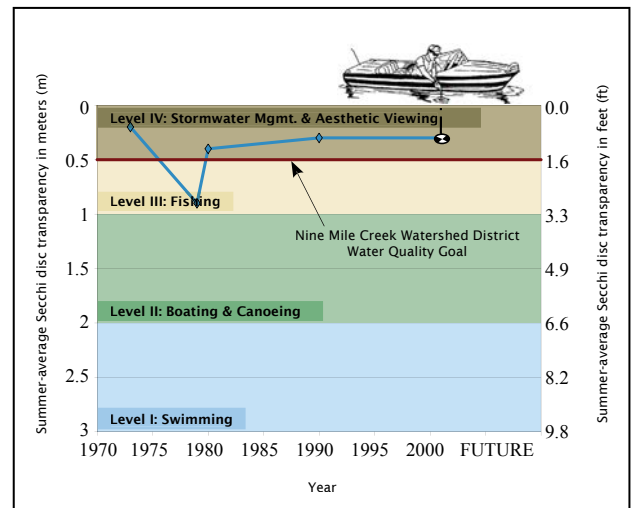 Summer-average Secchi disc transparency in meters (m)
0
0.5
1
1.5
2
2.5
3
Level IV: Stormwater Mgmt. & Aesthetic Viewing
Level III: Fishing
Nine Mile Creek Watershed District
Water Quality Goal
Level II: Boating & Canoeing
Level I: Swimming
0.0
1.6
3.3
4.9
6.6
8.2
9.8
Summer-average Secchi disc transparency in feet (ft)
1970 1975 1980 1985 1990 1995 2000 FUTURE
Year